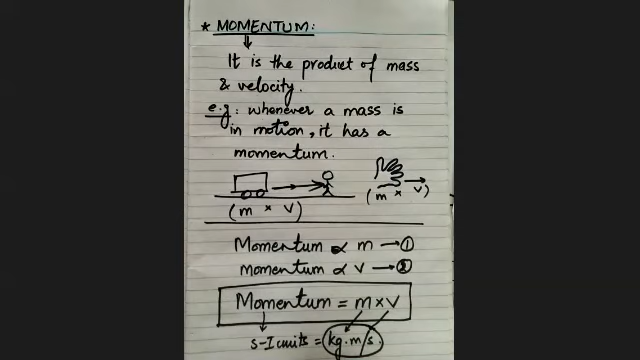 * MOMENTUM:
It is the product of mass
& velocity.
e.g: whenever a mass is
in motion, it has a
momentum.
(m × v)
(m × v)
Momentum ∝ m → ①
momentum ∝ v → ②
Momentum = m×v
S-I units = kg.m/s.